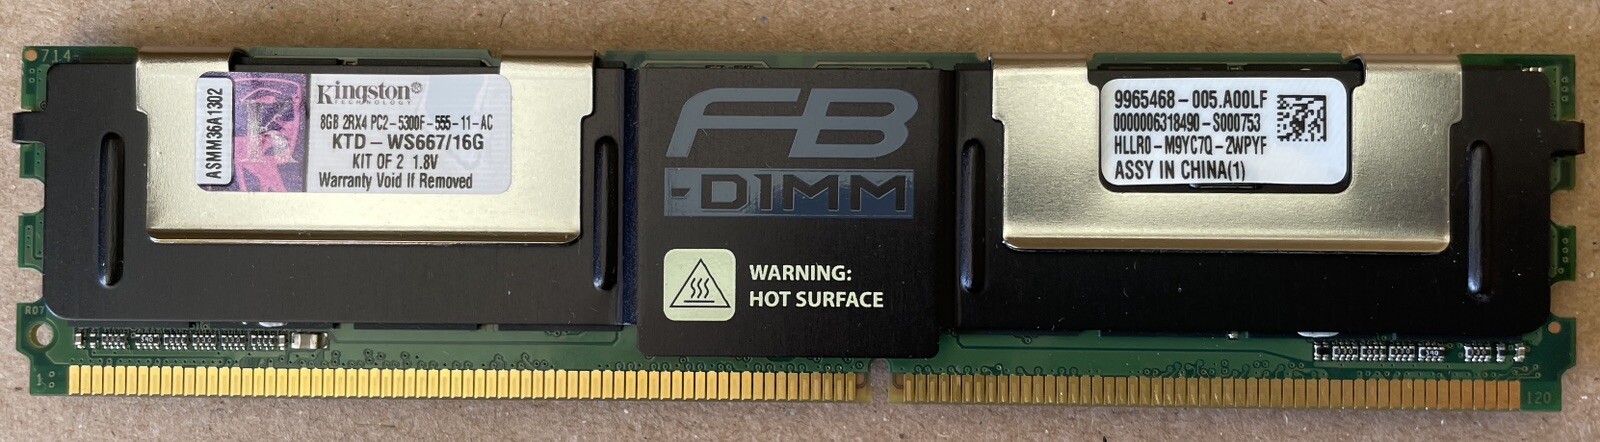 714
ASMM36A1302
Kingston®
TECHNOLOGY
8GB 2RX4 PC2-5300F-555-11-AC
KTD-WS667/16G
KIT OF 2 1.8V
Warranty Void If Removed
FB
-DIMM
WARNING:
HOT SURFACE
9965468-005.A00LF
0000006318490-S000753
HLLR0-M9YC7Q-2WPYF
ASSY IN CHINA(1)
1
120